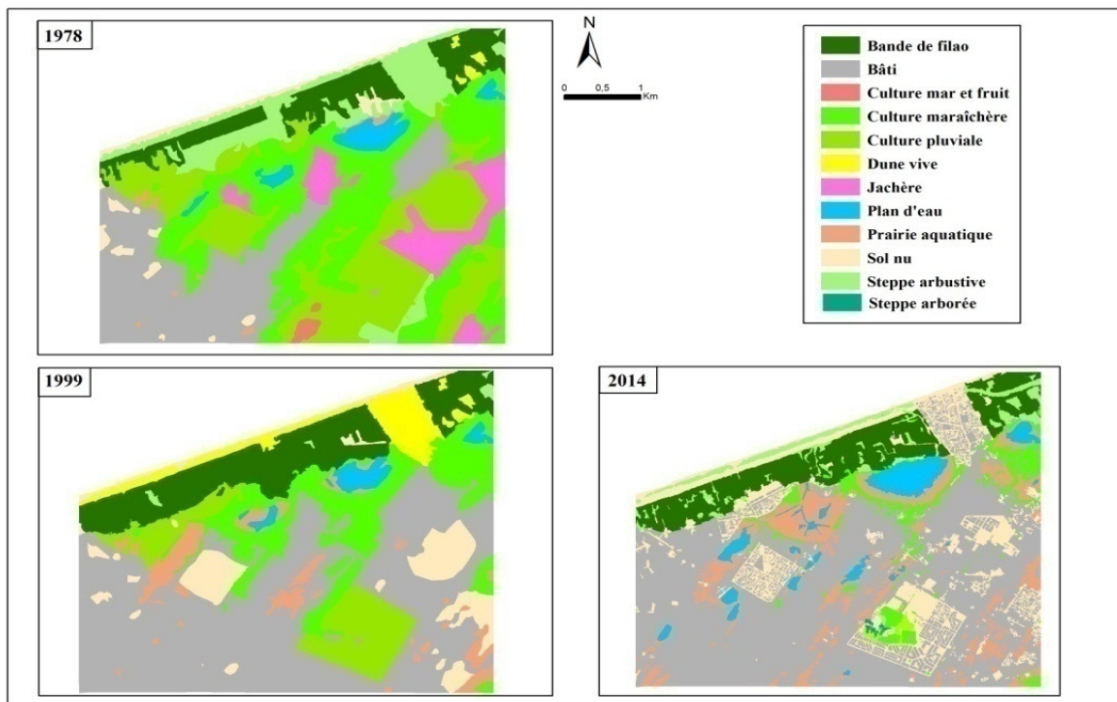 1978
N
0 0,5 1
Km
Bande de filao
Bâti
Culture mar et fruit
Culture maraîchère
Culture pluviale
Dune vive
Jachère
Plan d'eau
Prairie aquatique
Sol nu
Steppe arbustive
Steppe arborée
1999
2014